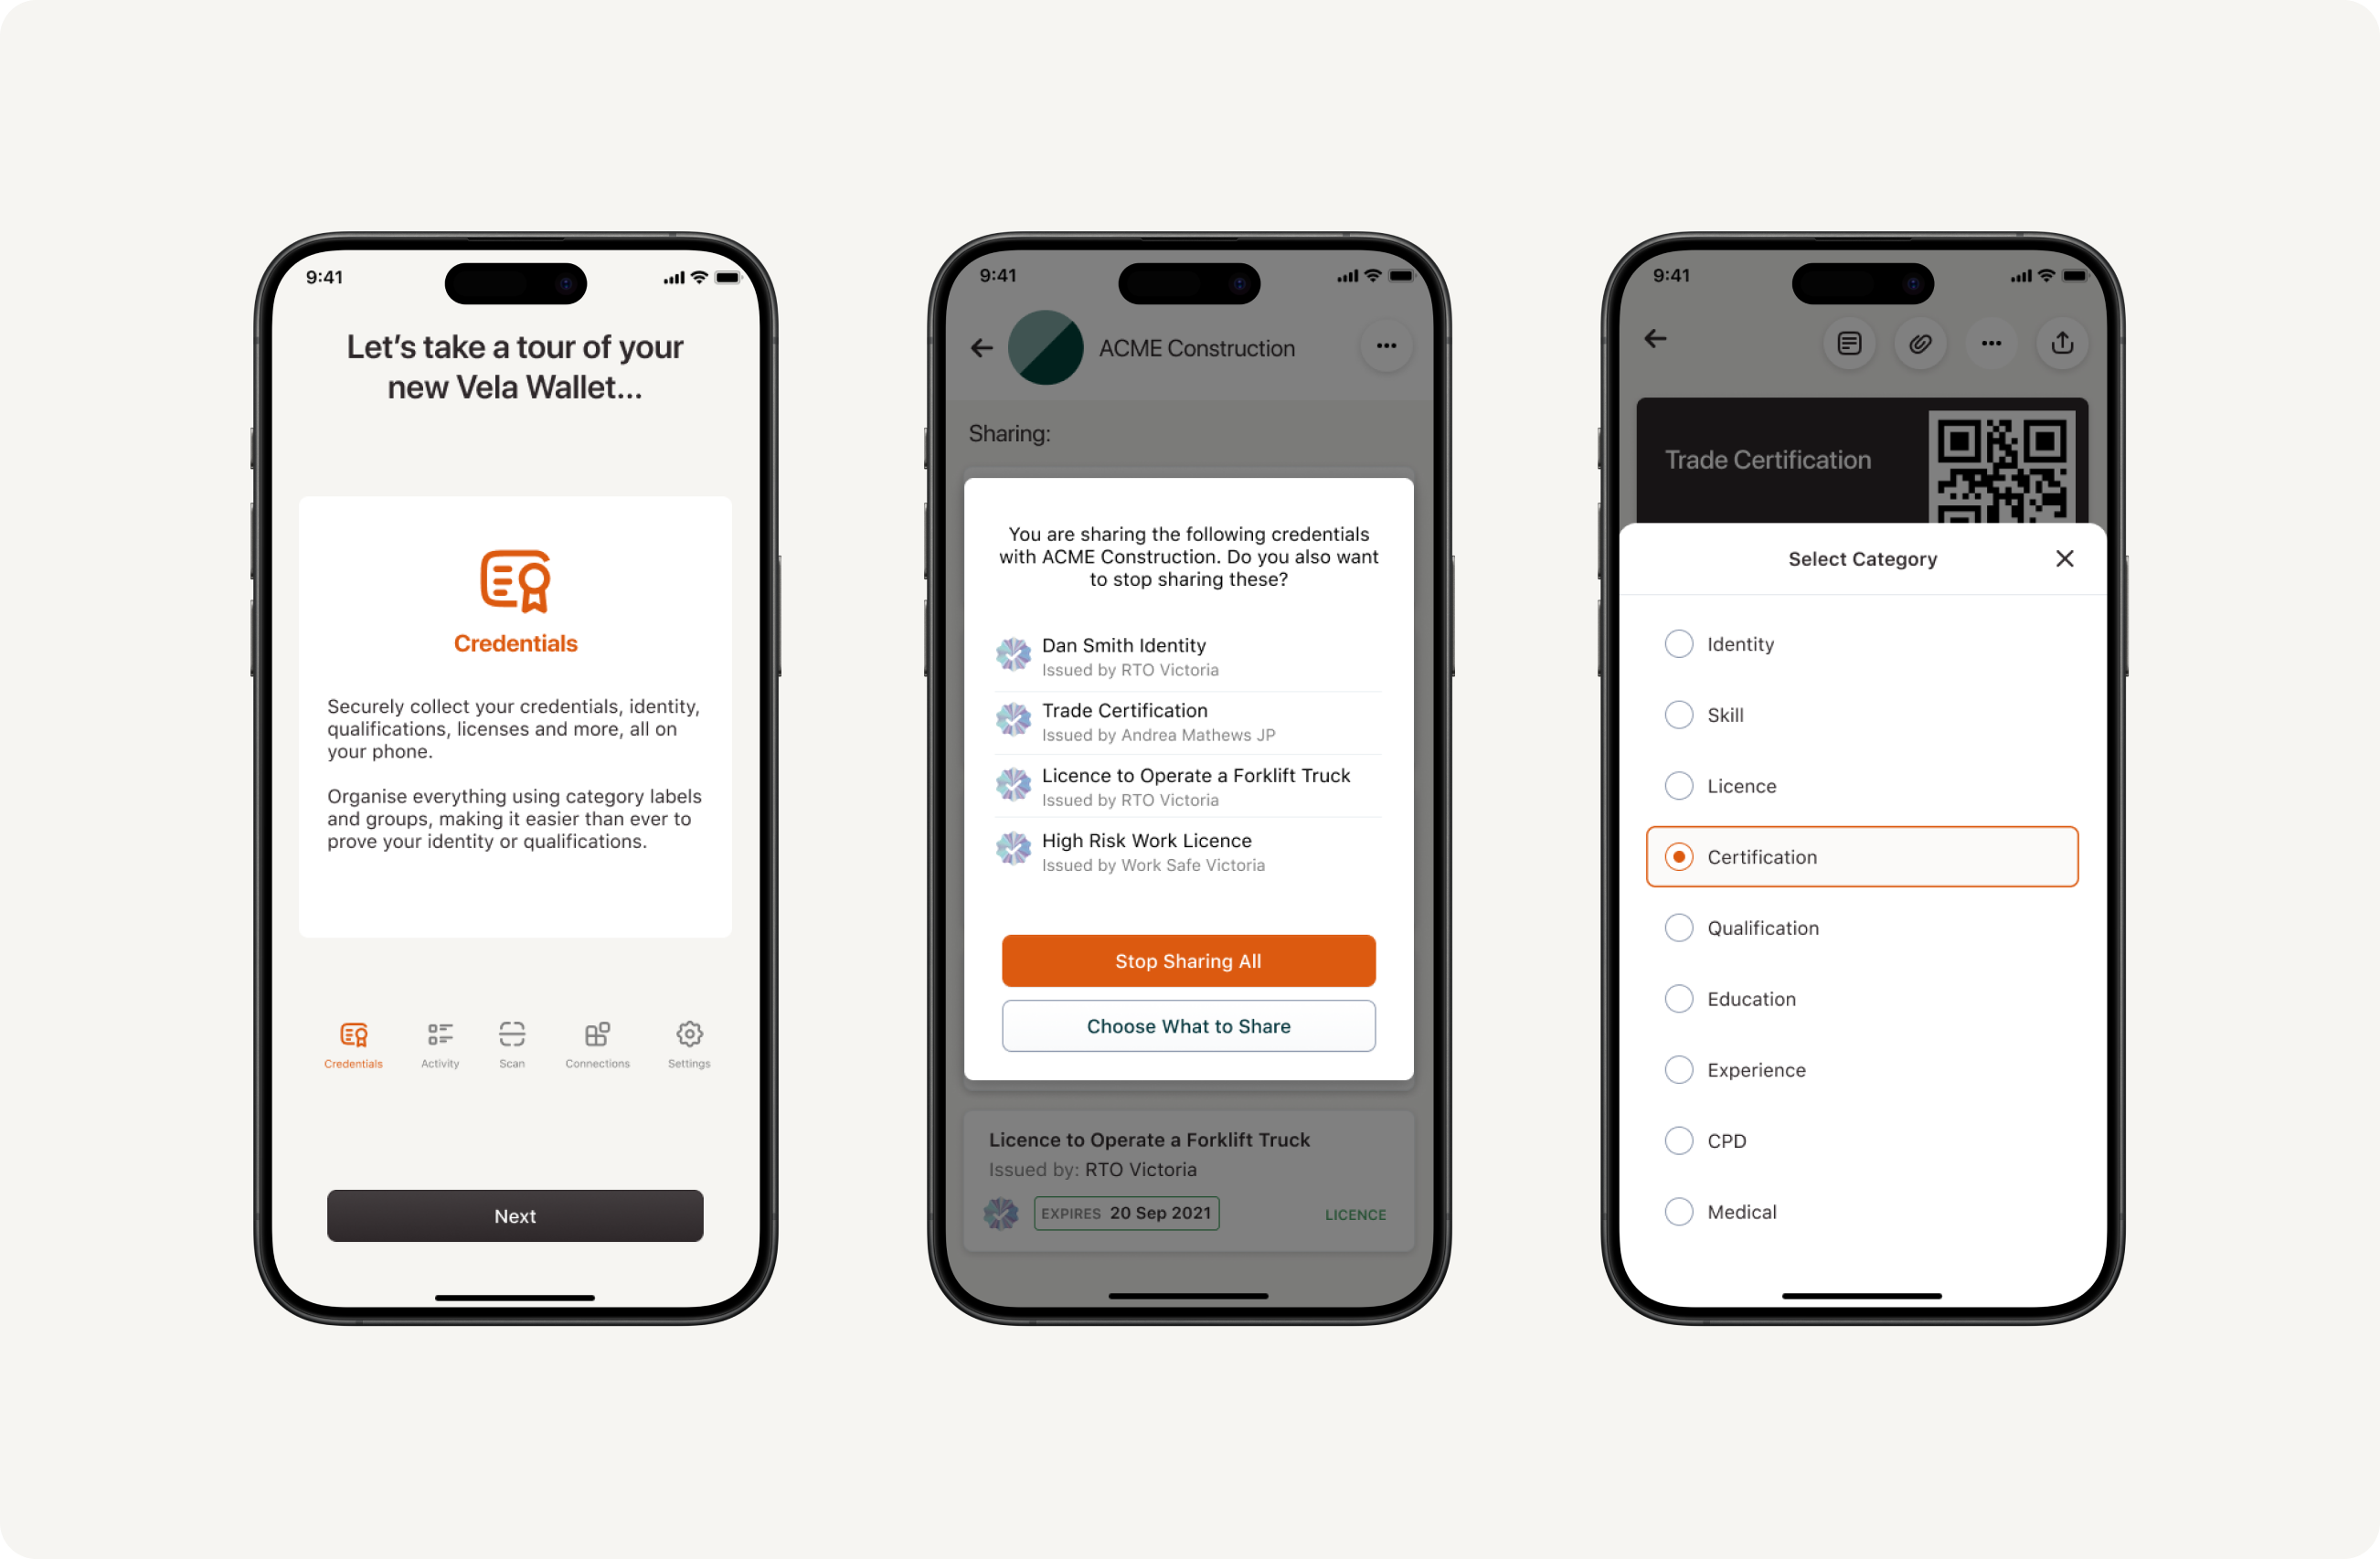 9:41
Let’s take a tour of your
new Vela Wallet...
Credentials
Securely collect your credentials, identity,
qualifications, licenses and more, all on
your phone.
Organise everything using category labels
and groups, making it easier than ever to
prove your identity or qualifications.
Credentials
Activity
Scan
Connections
Settings
Next
9:41
ACME Construction
Sharing:
You are sharing the following credentials
with ACME Construction. Do you also want
to stop sharing these?
Dan Smith Identity
Issued by RTO Victoria
Trade Certification
Issued by Andrea Mathews JP
Licence to Operate a Forklift Truck
Issued by RTO Victoria
High Risk Work Licence
Issued by Work Safe Victoria
Stop Sharing All
Choose What to Share
Licence to Operate a Forklift Truck
Issued by: RTO Victoria
EXPIRES 20 Sep 2021
LICENCE
9:41
Trade Certification
Select Category
Identity
Skill
Licence
Certification
Qualification
Education
Experience
CPD
Medical